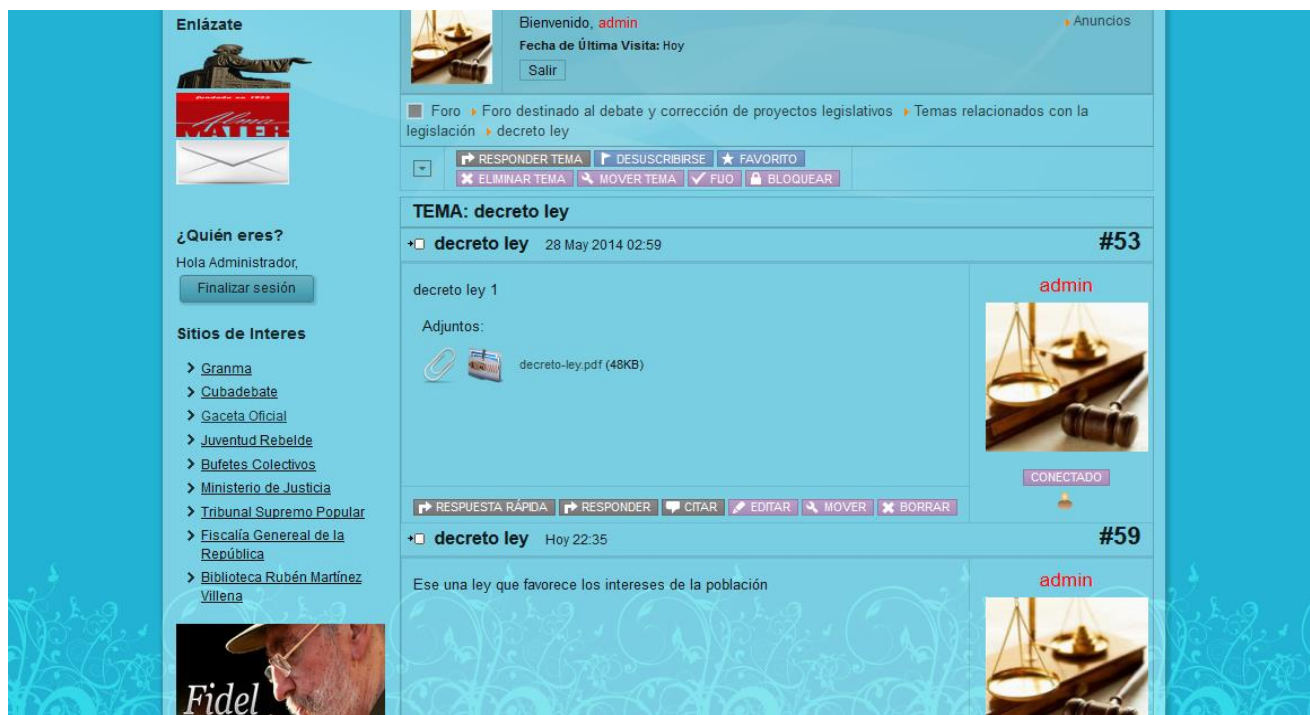 Enlázate
fundado en 1922
Alma
MATER
¿Quién eres?
Hola Administrador,
Finalizar sesión
Sitios de Interes
Granma
Cubadebate
Gaceta Oficial
Juventud Rebelde
Bufetes Colectivos
Ministerio de Justicia
Tribunal Supremo Popular
Fiscalía Genereal de la
República
Biblioteca Rubén Martínez
Villena
Fidel
Bienvenido, admin
Anuncios
Fecha de Última Visita: Hoy
Salir
Foro Foro destinado al debate y corrección de proyectos legislativos Temas relacionados con la
legislación decreto ley
RESPONDER TEMA DESUSCRIBIRSE FAVORITO
ELIMINAR TEMA MOVER TEMA FIJO BLOQUEAR
TEMA: decreto ley
decreto ley 28 May 2014 02:59 #53
decreto ley 1
Adjuntos:
decreto-ley.pdf (48KB)
admin
CONECTADO
RESPUESTA RÁPIDA RESPONDER CITAR EDITAR MOVER BORRAR
decreto ley Hoy 22:35 #59
Ese una ley que favorece los intereses de la población
admin